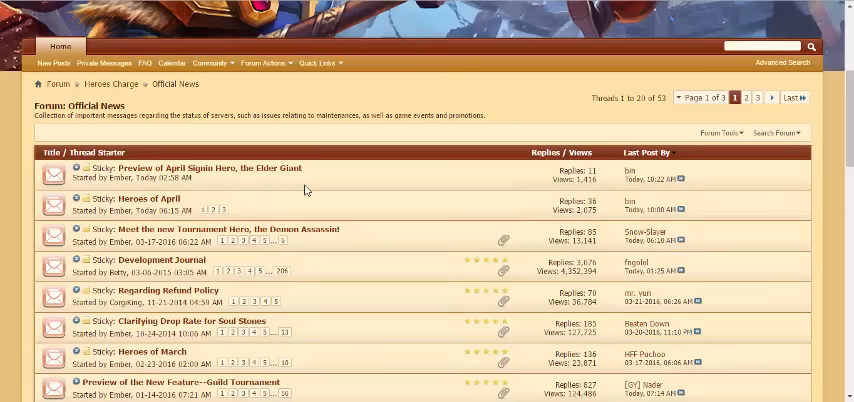 Home
New Posts Private Messages FAQ Calendar Community Forum Actions Quick Links Advanced Search
Forum Heroes Charge Official News
Threads 1 to 20 of 53 Page 1 of 3 1 2 3 Last
Forum: Official News
Collection of important messages regarding the status of servers, such as issues relating to maintenances, as well as game events and promotions.
Forum Tools Search Forum
Title / Thread Starter Replies / Views Last Post By
Sticky: Preview of April Signin Hero, the Elder Giant Replies: 11 bin
Started by Ember, Today 02:58 AM Views: 1,416 Today, 10:22 AM
Sticky: Heroes of April Replies: 36 bin
Started by Ember, Today 06:15 AM 1 2 3 Views: 2,075 Today, 10:00 AM
Sticky: Meet the new Tournament Hero, the Demon Assassin! Replies: 85 Snow-Slayer
Started by Ember, 03-17-2016 06:22 AM 1 2 3 4 5 ... 6 Views: 13,141 Today, 06:10 AM
Sticky: Development Journal Replies: 3,076 fngolol
Started by Betty, 03-06-2015 03:05 AM 1 2 3 4 5 ... 206 Views: 4,352,394 Today, 01:25 AM
Sticky: Regarding Refund Policy Replies: 70 mr. yun
Started by CorgiKing, 11-21-2014 04:59 AM 1 2 3 4 5 Views: 36,784 03-21-2016, 06:26 AM
Sticky: Clarifying Drop Rate for Soul Stones Replies: 185 Beaten Down
Started by Ember, 10-24-2014 10:06 AM 1 2 3 4 5 ... 13 Views: 127,725 03-20-2016, 11:10 PM
Sticky: Heroes of March Replies: 136 HFF Puchoo
Started by Ember, 02-23-2016 02:00 AM 1 2 3 4 5 ... 10 Views: 23,871 03-17-2016, 06:06 AM
Preview of the New Feature--Guild Tournament Replies: 827 [GY] Nader
Started by Ember, 01-14-2016 07:21 AM 1 2 3 4 5 ... 56 Views: 124,486 Today, 07:14 AM